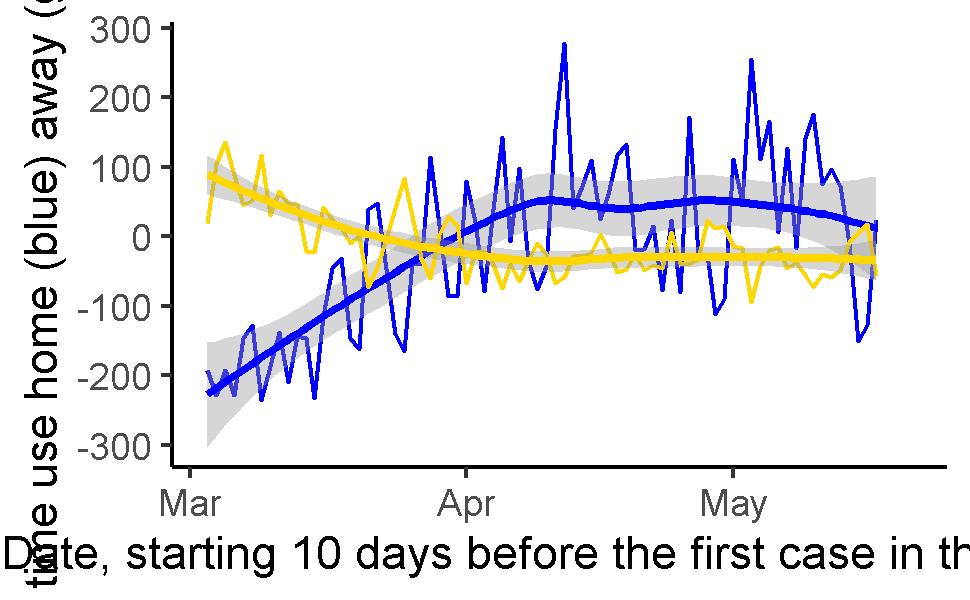 time use home (blue) away (
300
200
100
0
-100
-200
-300
Mar Apr May
Date, starting 10 days before the first case in th